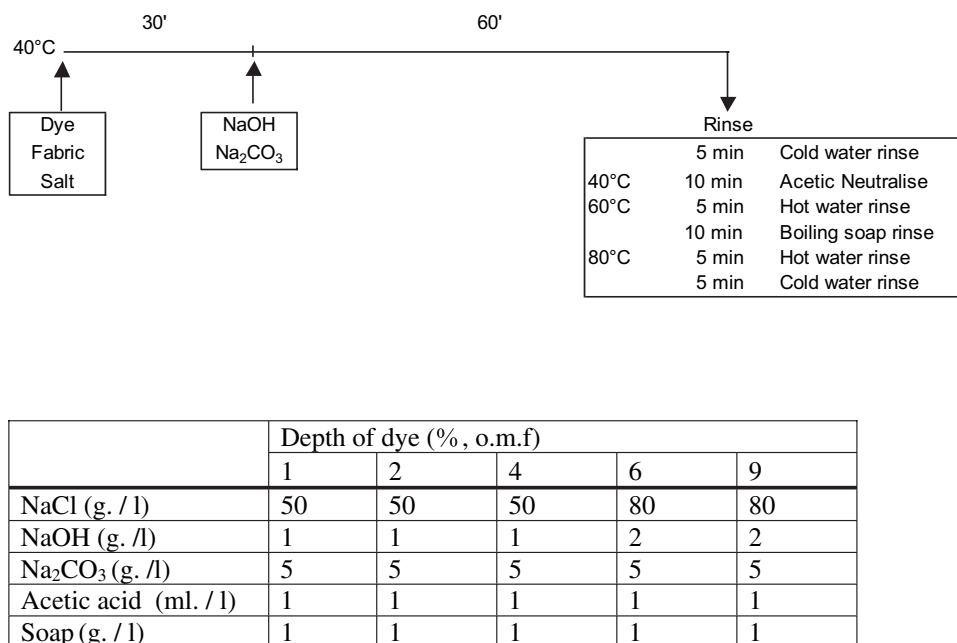 30' 60'
40°C
Dye
Fabric
Salt
NaOH
Na₂CO₃
Rinse
5 min Cold water rinse
40°C 10 min Acetic Neutralise
60°C 5 min Hot water rinse
10 min Boiling soap rinse
80°C 5 min Hot water rinse
5 min Cold water rinse
Depth of dye (%, o.m.f)
1 2 4 6 9
NaCl (g. / l) 50 50 50 80 80
NaOH (g. /l) 1 1 1 2 2
Na₂CO₃ (g. /l) 5 5 5 5 5
Acetic acid (ml. / l) 1 1 1 1 1
Soap (g. / l) 1 1 1 1 1